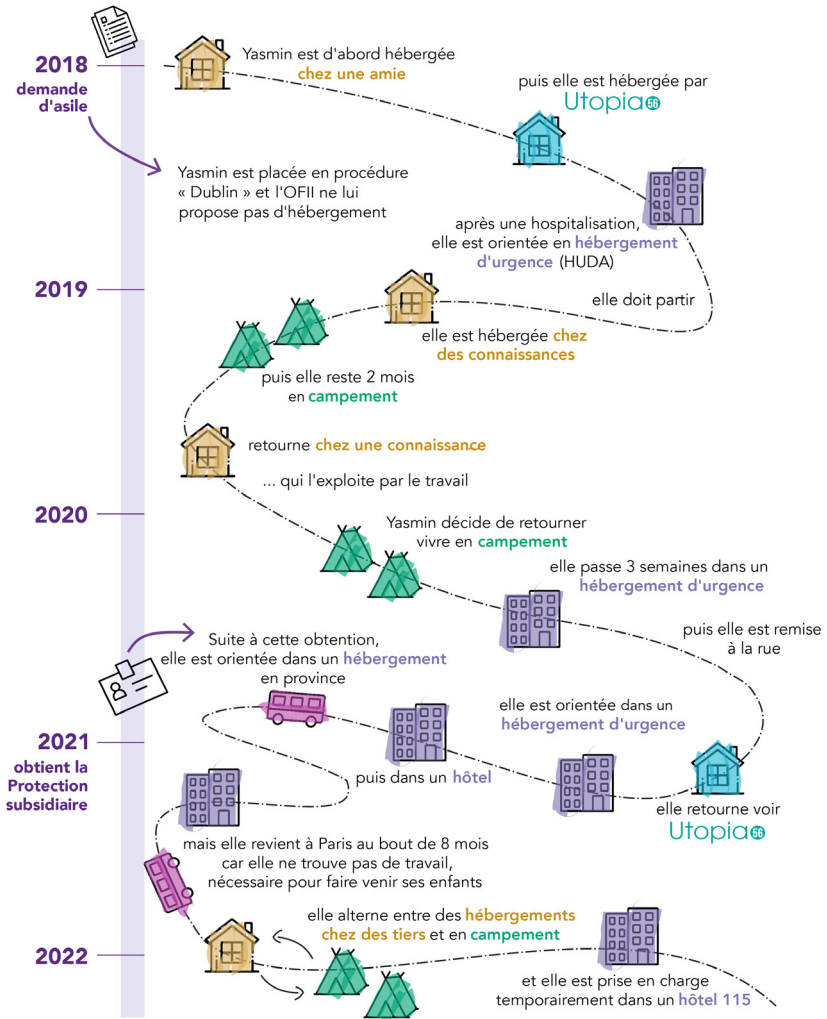 2018
demande
d'asile
Yasmin est d'abord hébergée
chez une amie
puis elle est hébergée par
Utopia56
Yasmin est placée en procédure
« Dublin » et l'OFII ne lui
propose pas d'hébergement
après une hospitalisation,
elle est orientée en hébergement
d'urgence (HUDA)
2019
elle doit partir
elle est hébergée chez
des connaissances
puis elle reste 2 mois
en campement
retourne chez une connaissance
... qui l'exploite par le travail
2020
Yasmin décide de retourner
vivre en campement
elle passe 3 semaines dans un
hébergement d'urgence
puis elle est remise
à la rue
elle retourne voir
Utopia56
elle est orientée dans un
hébergement d'urgence
puis dans un hôtel
2021
obtient la
Protection
subsidiaire
Suite à cette obtention,
elle est orientée dans un hébergement
en province
mais elle revient à Paris au bout de 8 mois
car elle ne trouve pas de travail,
nécessaire pour faire venir ses enfants
2022
elle alterne entre des hébergements
chez des tiers et en campement
et elle est prise en charge
temporairement dans un hôtel 115